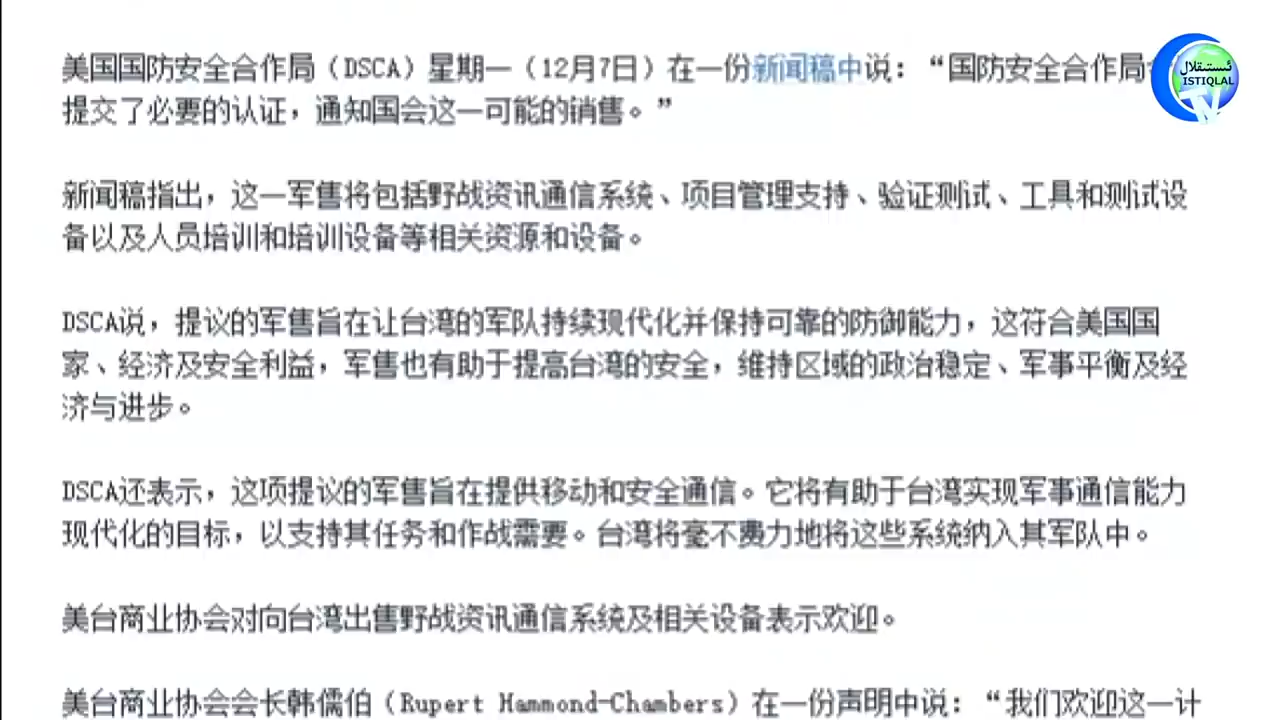 美国国防安全合作局（DSCA）星期一（12月7日）在一份新闻稿中说：“国防安全合作局
提交了必要的认证，通知国会这一可能的销售。”
新闻稿指出，这一军售将包括野战资讯通信系统、项目管理支持、验证测试、工具和测试设
备以及人员培训和培训设备等相关资源和设备。
DSCA说，提议的军售旨在让台湾的军队持续现代化并保持可靠的防御能力，这符合美国国
家、经济及安全利益，军售也有助于提高台湾的安全，维持区域的政治稳定、军事平衡及经
济与进步。
DSCA还表示，这项提议的军售旨在提供移动和安全通信。它将有助于台湾实现军事通信能力
现代化的目标，以支持其任务和作战需要。台湾将毫不费力地将这些系统纳入其军队中。
美台商业协会对向台湾出售野战资讯通信系统及相关设备表示欢迎。
美台商业协会会长韩儒伯（Rupert Hammond-Chambers）在一份声明中说：“我们欢迎这一计
ئىستىقلال
ISTIQLAL
TV